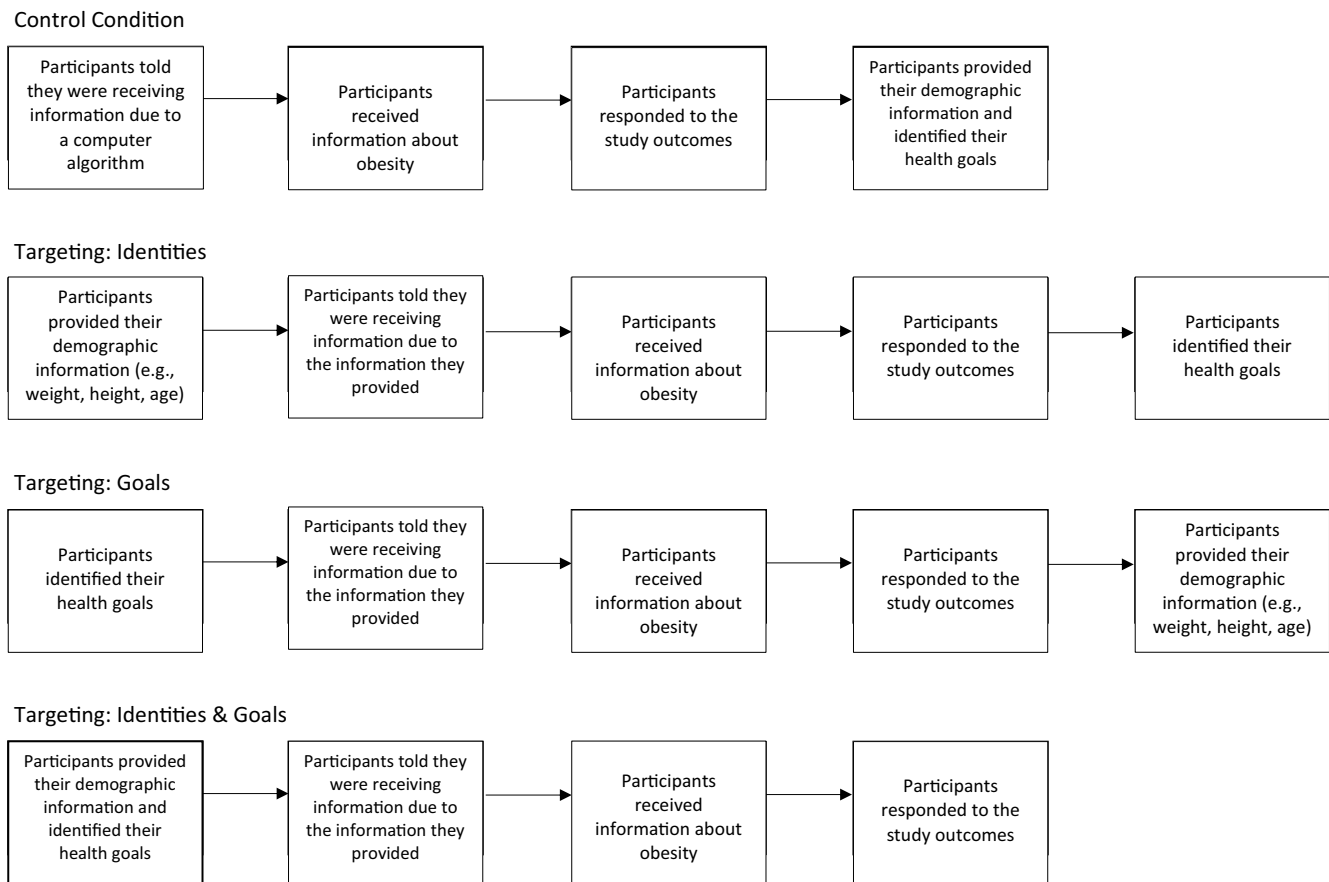 Control Condition
Participants told
they were receiving
information due to
a computer
algorithm
Participants
received
information about
obesity
Participants
responded to the
study outcomes
Participants provided
their demographic
information and
identified their
health goals
Targeting: Identities
Participants
provided their
demographic
information (e.g.,
weight, height, age)
Participants told they
were receiving
information due to
the information they
provided
Participants
received
information about
obesity
Participants
responded to the
study outcomes
Participants
identified their
health goals
Targeting: Goals
Participants
identified their
health goals
Participants told they
were receiving
information due to
the information they
provided
Participants
received
information about
obesity
Participants
responded to the
study outcomes
Participants
provided their
demographic
information (e.g.,
weight, height, age)
Targeting: Identities & Goals
Participants provided
their demographic
information and
identified their
health goals
Participants told they
were receiving
information due to
the information they
provided
Participants
received
information about
obesity
Participants
responded to the
study outcomes